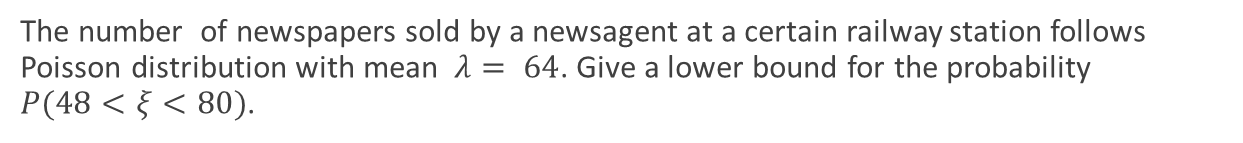 The number of newspapers sold by a newsagent at a certain railway station follows
Poisson distribution with mean λ = 64. Give a lower bound for the probability
P(48 < ξ < 80).